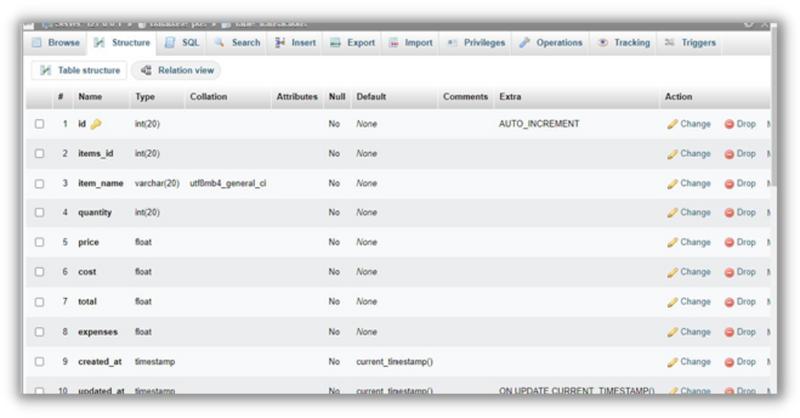 Browse Structure SQL Search Insert Export Import Privileges Operations Tracking Triggers
Table structure Relation view
# Name Type Collation Attributes Null Default Comments Extra Action
1 id int(20) No None AUTO_INCREMENT Change Drop
2 items_id int(20) No None Change Drop
3 item_name varchar(20) utf8mb4_general_ci No None Change Drop
4 quantity int(20) No None Change Drop
5 price float No None Change Drop
6 cost float No None Change Drop
7 total float No None Change Drop
8 expenses float No None Change Drop
9 created_at timestamp No current_timestamp() Change Drop
10 updated_at timestamp No current_timestamp() ON UPDATE CURRENT_TIMESTAMP() Change Drop